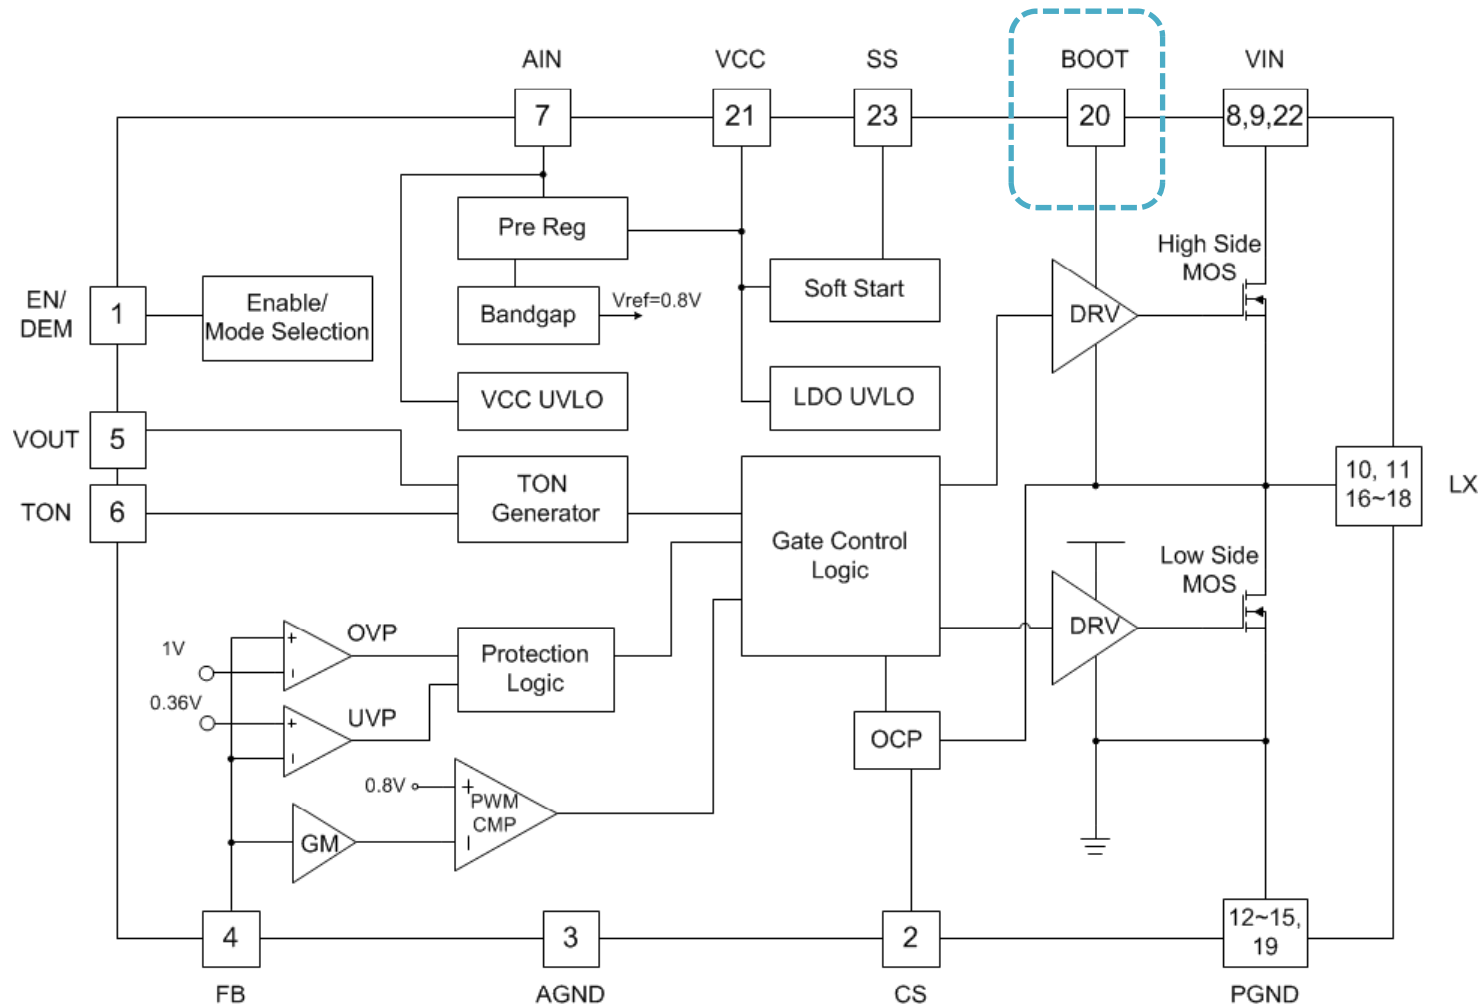 AIN
VCC
SS
BOOT
VIN
7
21
23
20
8,9,22
Pre Reg
High Side
MOS
EN/
DEM
1
Enable/
Mode Selection
Bandgap
Vref=0.8V
Soft Start
DRV
VCC UVLO
LDO UVLO
VOUT
5
TON
6
TON
Generator
Gate Control
Logic
10, 11
16~18
LX
Low Side
MOS
DRV
1V
+
OVP
Protection
Logic
0.36V
+
UVP
OCP
0.8V
+
PWM
CMP
GM
4
3
2
12~15,
19
FB
AGND
CS
PGND